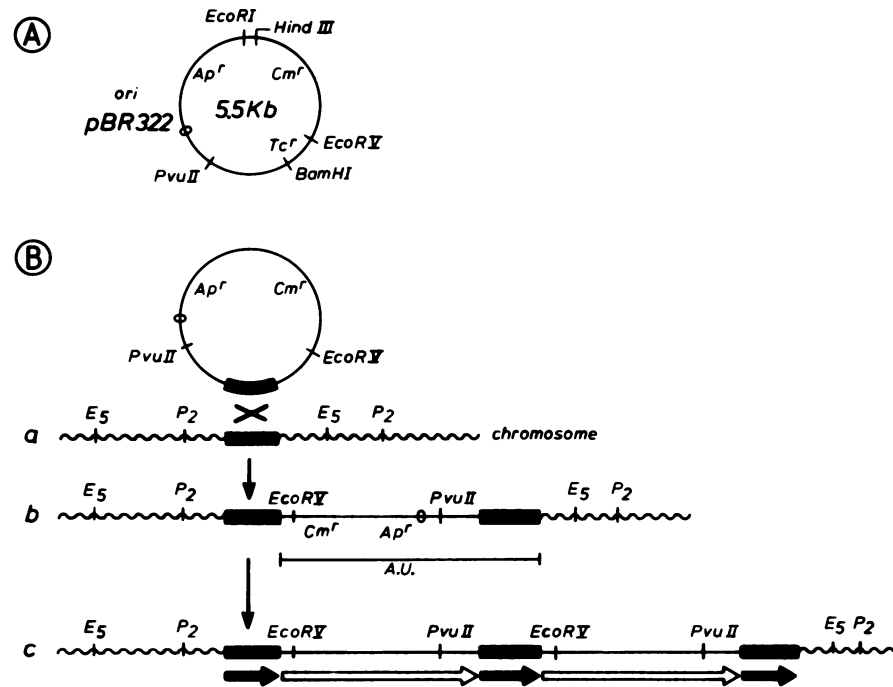 A
EcoRI
Hind III
Apʳ
Cmʳ
ori
pBR322
5.5Kb
Tcʳ
EcoRV
PvuII
BamHI
B
Apʳ
Cmʳ
PvuII
EcoRV
a E5 P2 E5 P2 chromosome
b E5 P2 EcoRV Cmʳ Apʳ PvuII E5 P2
A.U.
c E5 P2 EcoRV PvuII EcoRV PvuII E5 P2